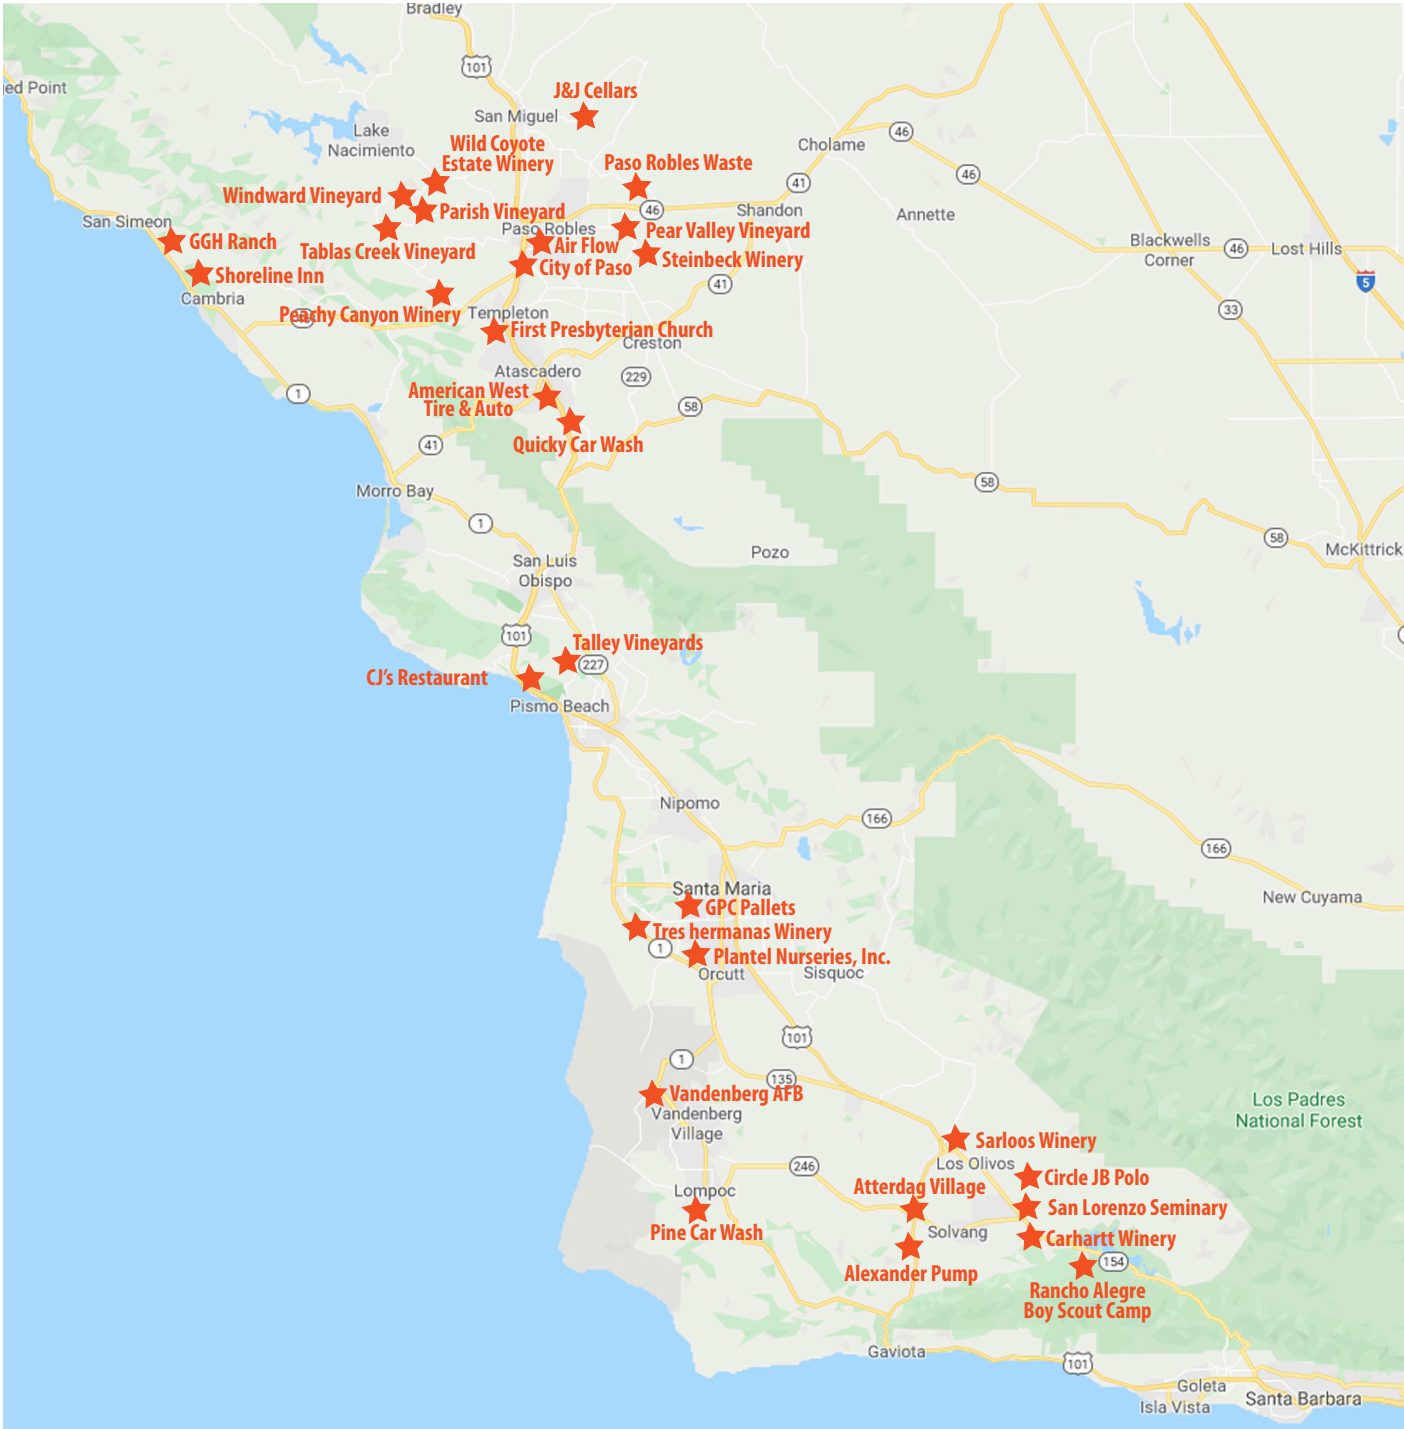 Bradley
101
ged Point
J&J Cellars
San Miguel
Lake
Nacimiento
Wild Coyote
Estate Winery
46
Cholame
Paso Robles Waste
46
41
Windward Vineyard
Parish Vineyard
46
Shandon
Annette
San Simeon
Paso Robles
Pear Valley Vineyard
GGH Ranch
Tablas Creek Vineyard
Air Flow
City of Paso
Steinbeck Winery
Blackwells
Corner
46
Lost Hills
Shoreline Inn
41
5
Cambria
Peachy Canyon Winery
Templeton
33
First Presbyterian Church
Creston
Atascadero
229
1
American West
Tire & Auto
58
41
Quicky Car Wash
58
Morro Bay
1
58
McKittrick
Pozo
San Luis
Obispo
101
Talley Vineyards
227
CJ's Restaurant
Pismo Beach
Nipomo
166
166
Santa Maria
New Cuyama
GPC Pallets
Tres hermanas Winery
1
Plantel Nurseries, Inc.
Orcutt
Sisquoc
101
1
135
Vandenberg AFB
Vandenberg
Village
Los Padres
National Forest
Sarloos Winery
246
Los Olivos
Circle JB Polo
Lompoc
Atterdag Village
San Lorenzo Seminary
Pine Car Wash
Solvang
Carhartt Winery
154
Alexander Pump
Rancho Alegre
Boy Scout Camp
Gaviota
101
Goleta
Isla Vista
Santa Barbara